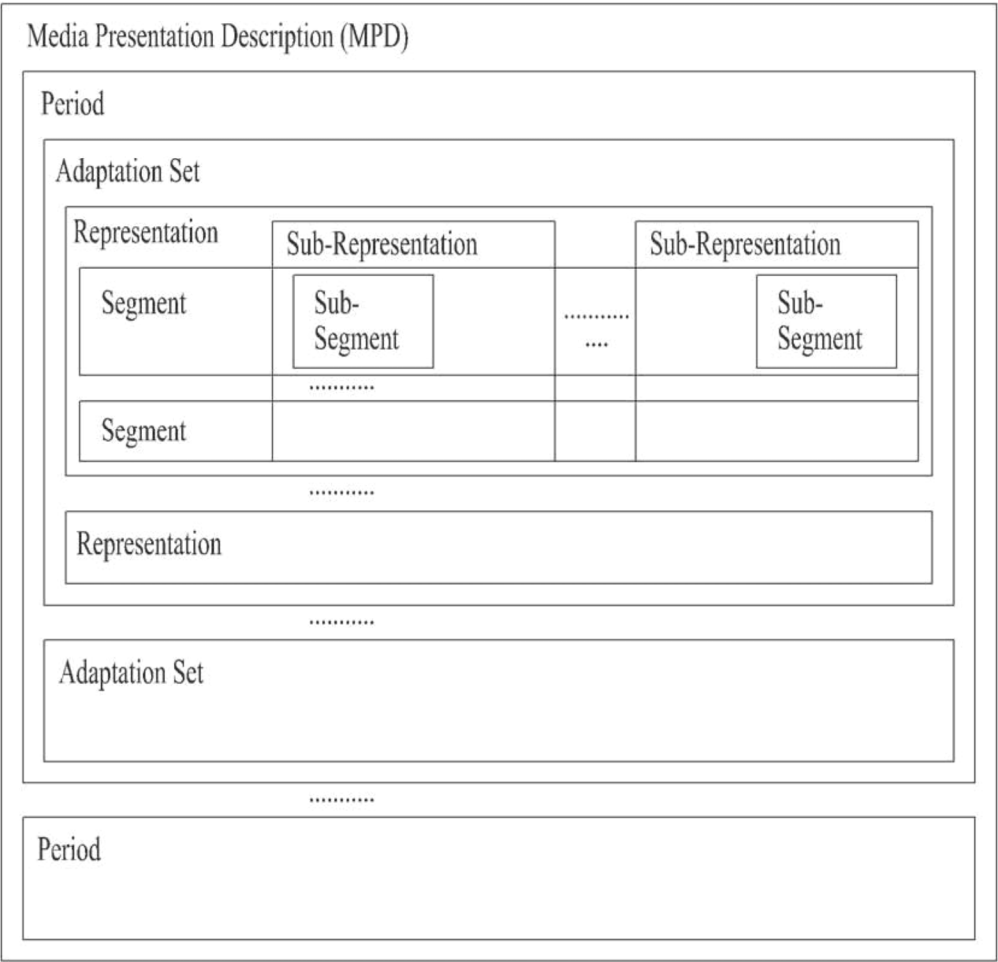 Media Presentation Description (MPD)
Period
Adaptation Set
Representation
Sub-Representation
Sub-Representation
Segment
Sub-
Segment
...........
....
Sub-
Segment
...........
Segment
...........
Representation
...........
Adaptation Set
...........
Period